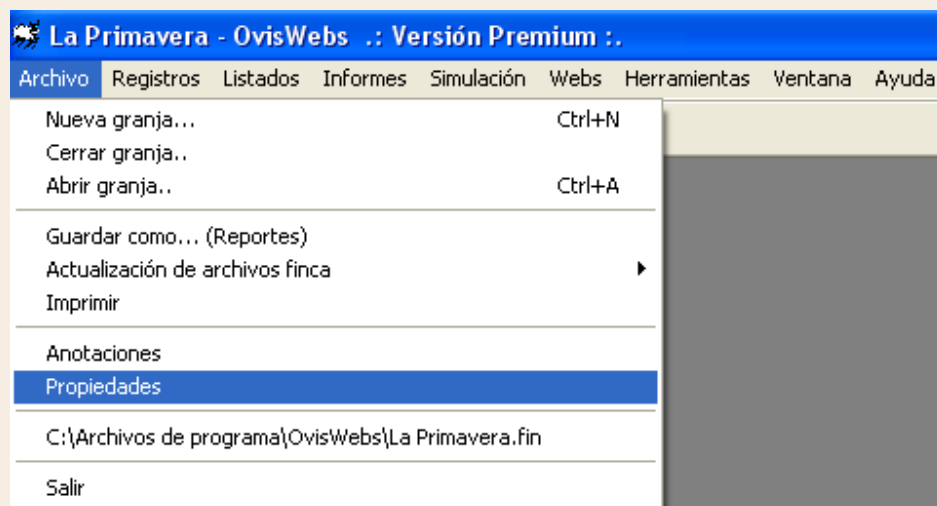 La Primavera - OvisWebs .: Versión Premium :.
Archivo Registros Listados Informes Simulación Webs Herramientas Ventana Ayuda
Nueva granja... Ctrl+N
Cerrar granja..
Abrir granja.. Ctrl+A
Guardar como... (Reportes)
Actualización de archivos finca
Imprimir
Anotaciones
Propiedades
C:\Archivos de programa\OvisWebs\La Primavera.fin
Salir